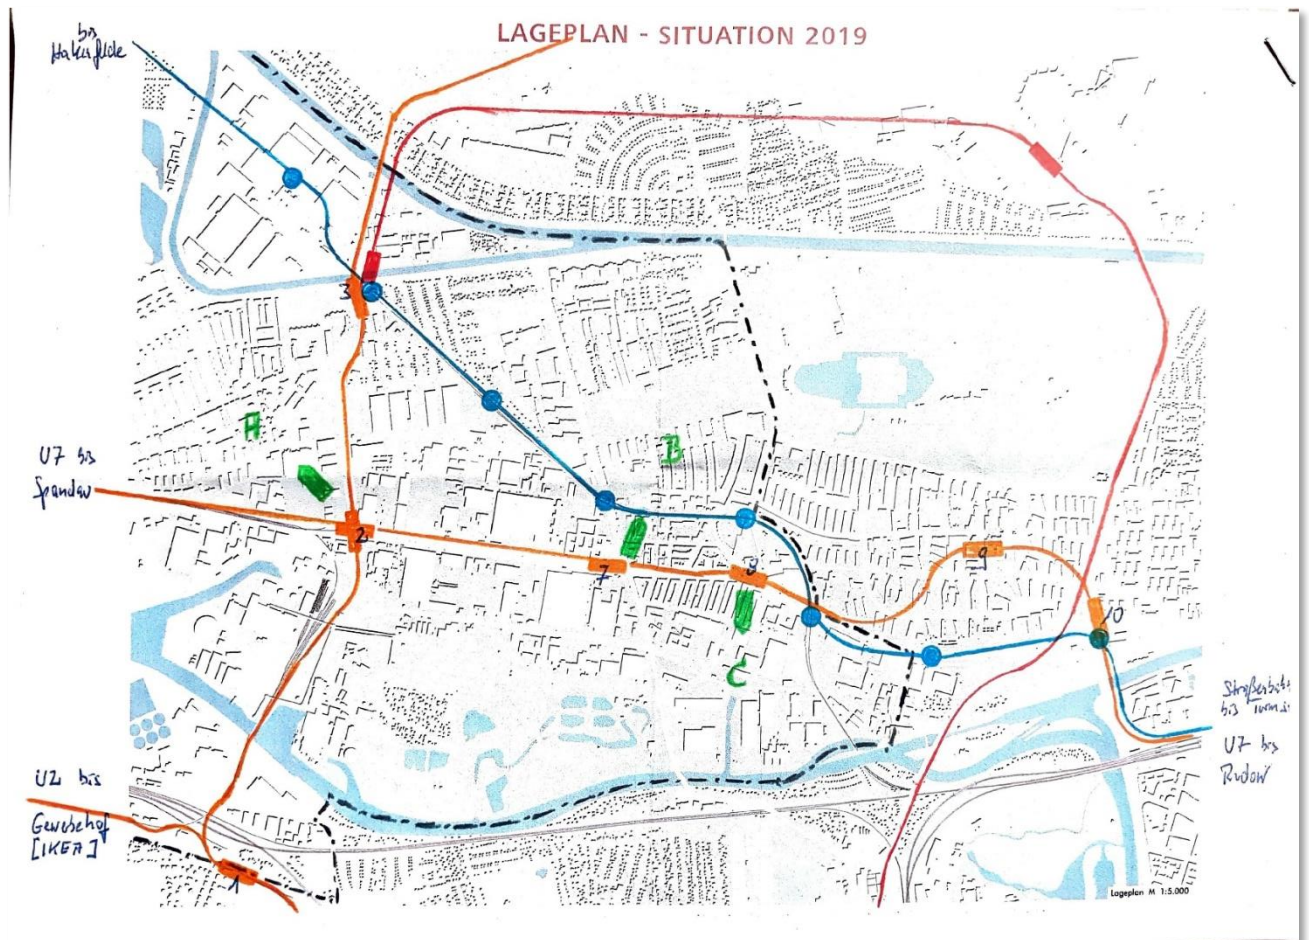 LAGEPLAN - SITUATION 2019
bis
Hakenfelde
3
A
B
U7 bis
Spandau
2
7
8
9
10
C
Straßenbahn
bis
U7 bis
Rudow
U2 bis
Gewerbehof
[IKEA]
1
Lageplan M 1:5.000